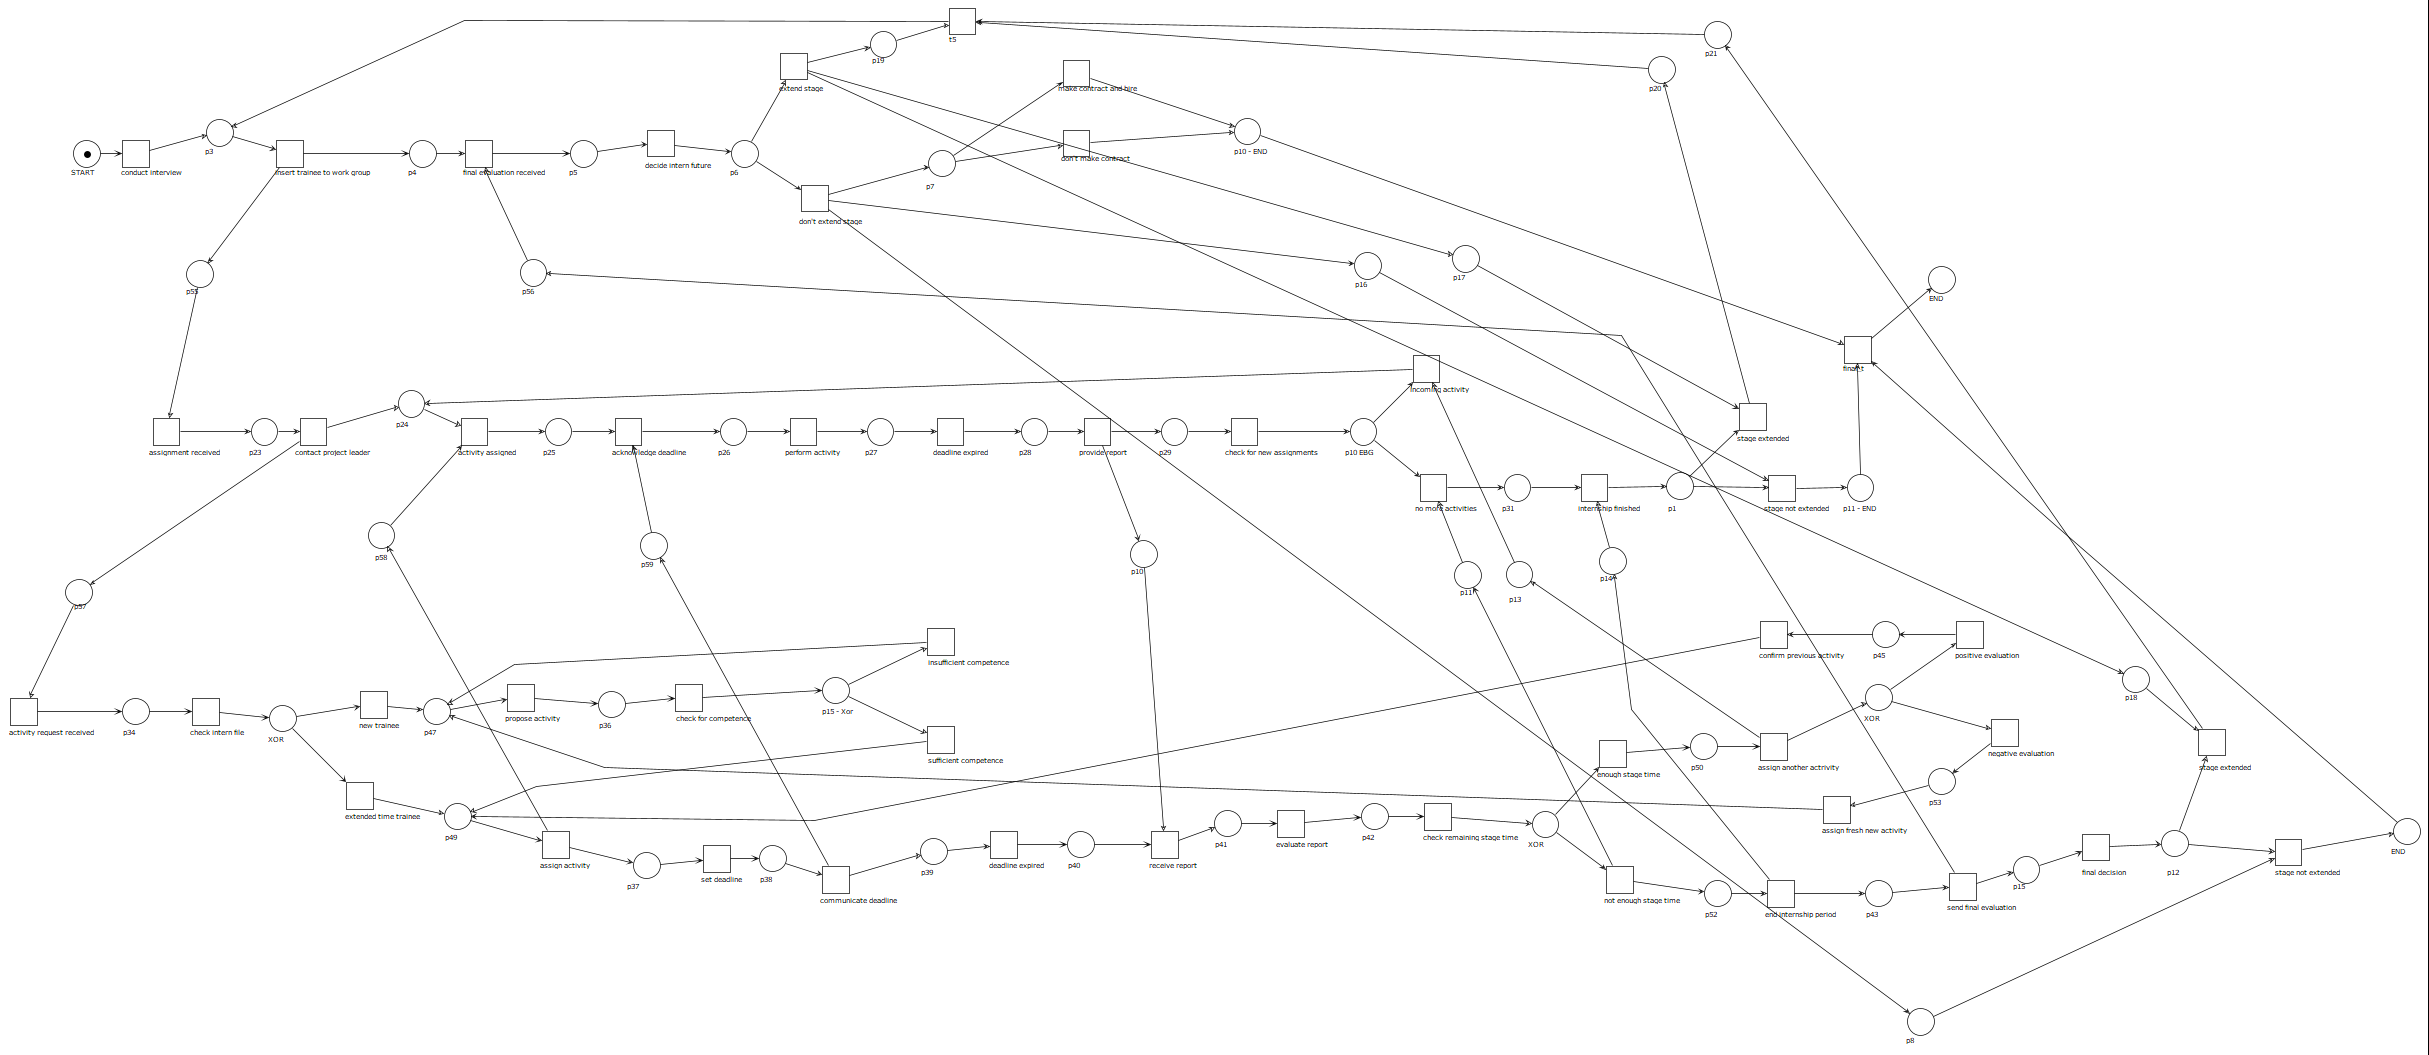 t5
p21
p19
extend stage
make contract and hire
p20
p3
p10 - END
START
conduct interview
insert trainee to work group
p4
final evaluation received
p5
decide intern future
p6
don't make contract
p7
don't extend stage
p55
p56
p16
p17
END
final t
incoming activity
p24
stage extended
assignment received
p23
contact project leader
activity assigned
p25
acknowledge deadline
p26
perform activity
p27
deadline expired
p28
provide report
p29
check for new assignments
p10 EBG
no more activities
p31
internship finished
p1
stage not extended
p11 - END
p58
p59
p10
p11
p13
p14
p57
insufficient competence
confirm previous activity
p45
positive evaluation
p18
activity request received
p34
check intern file
XOR
new trainee
p47
propose activity
p36
check for competence
p15 - Xor
XOR
sufficient competence
enough stage time
p50
assign another acrivity
negative evaluation
stage extended
extended time trainee
p49
p53
assign fresh new activity
assign activity
p37
set deadline
p38
communicate deadline
p39
deadline expired
p40
receive report
p41
evaluate report
p42
check remaining stage time
XOR
END
not enough stage time
p52
end internship period
p43
send final evaluation
p15
final decision
p12
stage not extended
p8